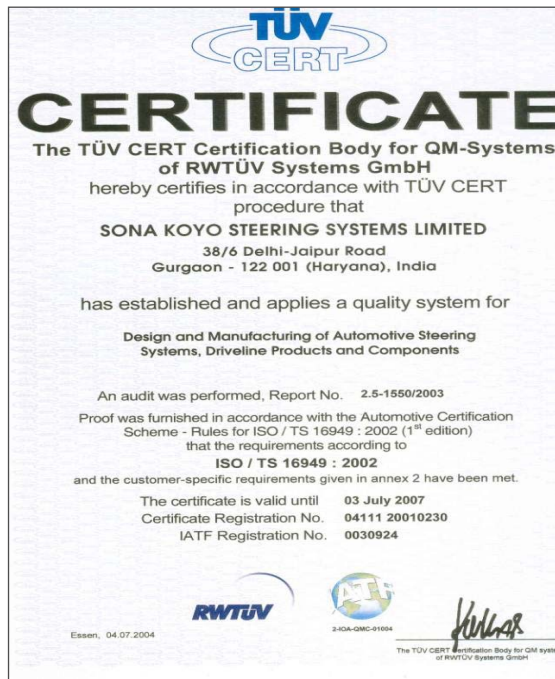 TÜV
CERT
CERTIFICATE
The TÜV CERT Certification Body for QM-Systems
of RWTÜV Systems GmbH
hereby certifies in accordance with TÜV CERT
procedure that
SONA KOYO STEERING SYSTEMS LIMITED
38/6 Delhi-Jaipur Road
Gurgaon - 122 001 (Haryana), India
has established and applies a quality system for
Design and Manufacturing of Automotive Steering
Systems, Driveline Products and Components
An audit was performed, Report No. 2.5-1550/2003
Proof was furnished in accordance with the Automotive Certification
Scheme - Rules for ISO / TS 16949 : 2002 (1st edition)
that the requirements according to
ISO / TS 16949 : 2002
and the customer-specific requirements given in annex 2 have been met.
The certificate is valid until 03 July 2007
Certificate Registration No. 04111 20010230
IATF Registration No. 0030924
RWTÜV
IATF
2-IOA-QMC-01004
Essen, 04.07.2004
The TÜV CERT Certification Body for QM syste
of RWTÜV Systems GmbH